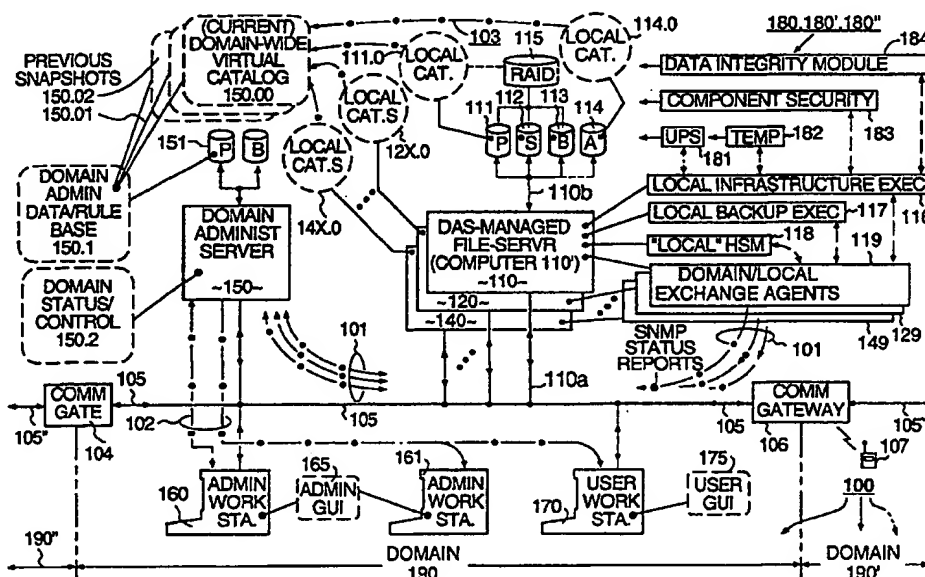 (CURRENT)
DOMAIN-WIDE
VIRTUAL
CATALOG
150.00
PREVIOUS
SNAPSHOTS
150.02
150.01
111.0
LOCAL
CAT.
103
115
RAID
114.0
LOCAL
CAT.
LOCAL
CAT.S
12X.0
LOCAL
CAT.S
14X.0
151
P
B
111
112
113
114
P
S
B
A
110b
180,180',180"
184
DATA INTEGRITY MODULE
COMPONENT SECURITY
183
UPS
181
TEMP
182
LOCAL INFRASTRUCTURE EXEC
116
LOCAL BACKUP EXEC
117
"LOCAL" HSM
118
119
DOMAIN/LOCAL
EXCHANGE AGENTS
129
149
DOMAIN
ADMIN
DATA/RULE
BASE
150.1
DOMAIN
ADMINIST
SERVER
~150~
DAS-MANAGED
FILE-SERVR
(COMPUTER 110')
~110~
~120~
~140~
DOMAIN
STATUS/
CONTROL
150.2
101
SNMP
STATUS
REPORTS
101
110a
105
COMM
GATE
105"
104
102
105
105
COMM
GATEWAY
106
105'
107
160
ADMIN
WORK
STA.
165
ADMIN
GUI
161
ADMIN
WORK
STA.
170
USER
WORK
STA.
175
USER
GUI
100
190"
DOMAIN
190
DOMAIN
190'